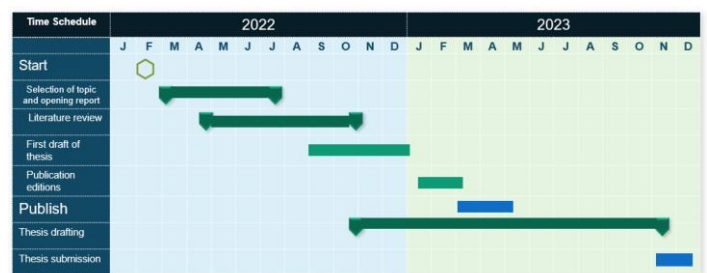 Time Schedule 2022 2023
J F M A M J J A S O N D J F M A M J J A S O N D
Start
Selection of topic
and opening report
Literature review
First draft of
thesis
Publication
editions
Publish
Thesis drafting
Thesis submission